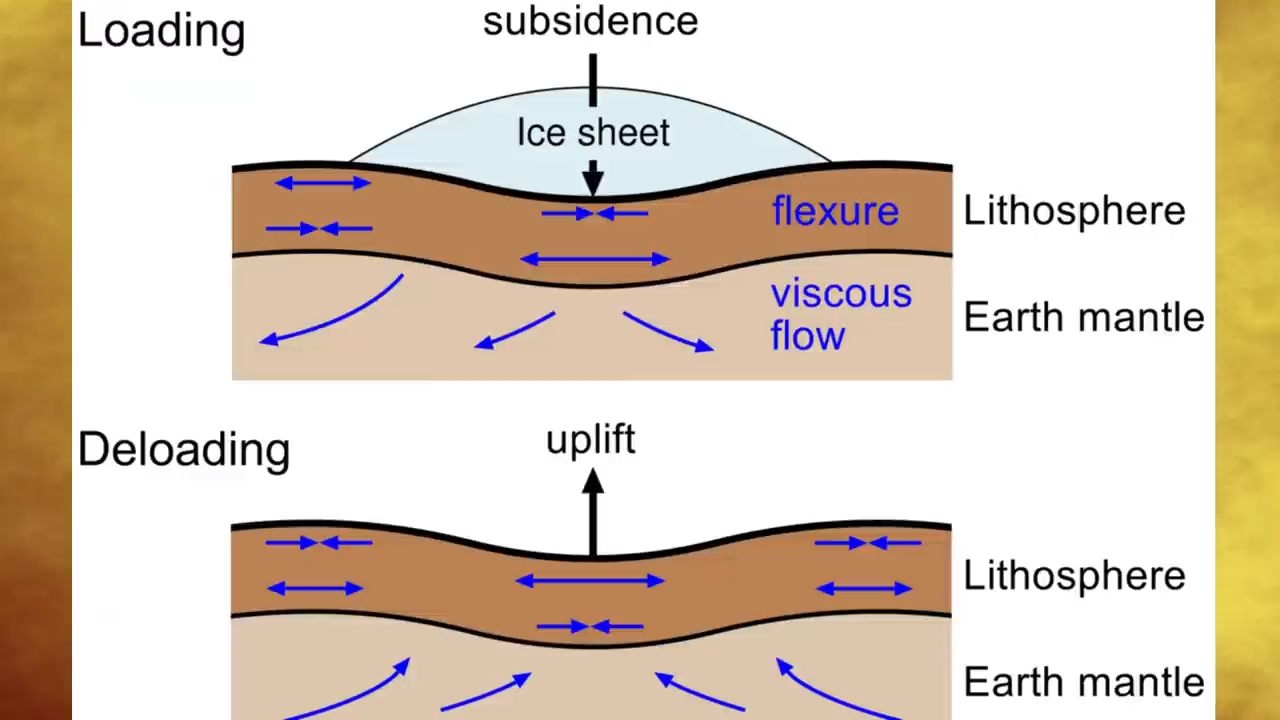 Loading
subsidence
Ice sheet
flexure
Lithosphere
viscous
flow
Earth mantle
Deloading
uplift
Lithosphere
Earth mantle